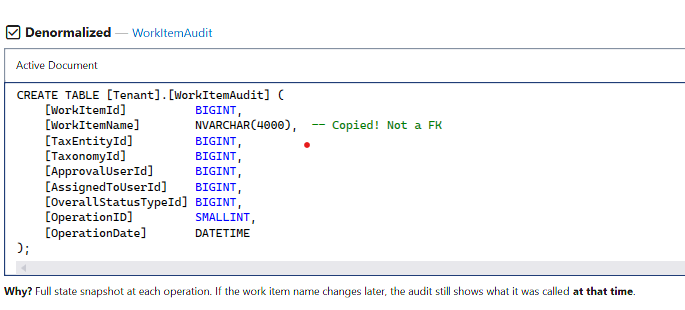 Denormalized — WorkItemAudit
Active Document
CREATE TABLE [Tenant].[WorkItemAudit] (
[WorkItemId] BIGINT,
[WorkItemName] NVARCHAR(4000), -- Copied! Not a FK
[TaxEntityId] BIGINT,
[TaxonomyId] BIGINT,
[ApprovalUserId] BIGINT,
[AssignedToUserId] BIGINT,
[OverallStatusTypeId] BIGINT,
[OperationID] SMALLINT,
[OperationDate] DATETIME
);
Why? Full state snapshot at each operation. If the work item name changes later, the audit still shows what it was called at that time.